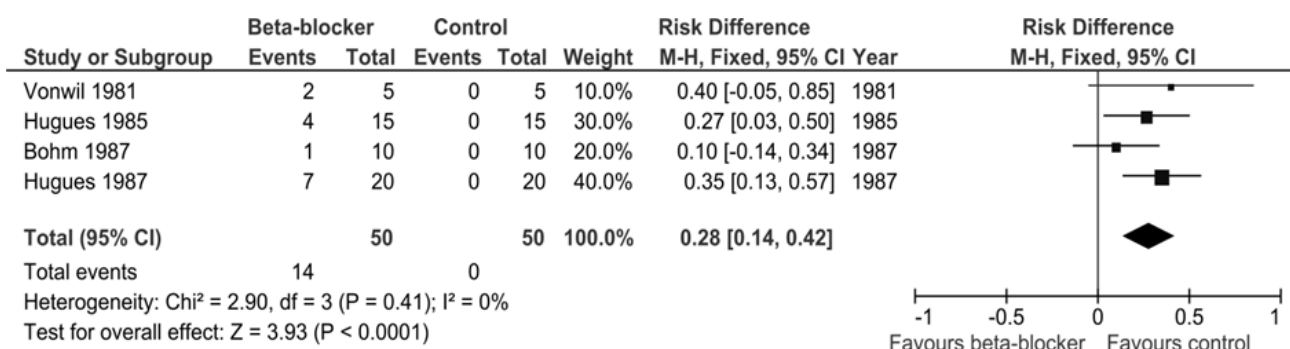 Beta-blocker Control Risk Difference Risk Difference
Study or Subgroup Events Total Events Total Weight M-H, Fixed, 95% CI Year M-H, Fixed, 95% CI
Vonwil 1981 2 5 0 5 10.0% 0.40 [-0.05, 0.85] 1981
Hugues 1985 4 15 0 15 30.0% 0.27 [0.03, 0.50] 1985
Bohm 1987 1 10 0 10 20.0% 0.10 [-0.14, 0.34] 1987
Hugues 1987 7 20 0 20 40.0% 0.35 [0.13, 0.57] 1987
Total (95% CI) 50 50 100.0% 0.28 [0.14, 0.42]
Total events 14 0
Heterogeneity: Chi² = 2.90, df = 3 (P = 0.41); I² = 0%
Test for overall effect: Z = 3.93 (P < 0.0001)
-1 -0.5 0 0.5 1
Favours beta-blocker Favours control